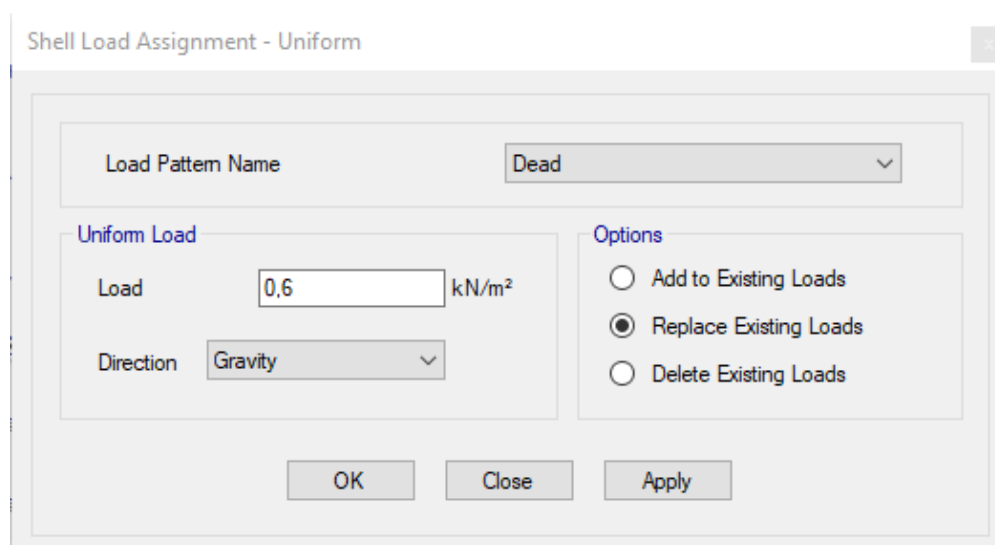 Shell Load Assignment - Uniform
x
Load Pattern Name
Dead
Uniform Load
Load
0,6
kN/m²
Direction
Gravity
Options
Add to Existing Loads
Replace Existing Loads
Delete Existing Loads
OK
Close
Apply